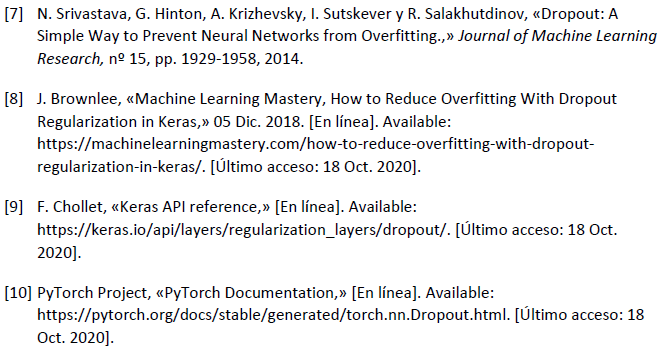 [7] N. Srivastava, G. Hinton, A. Krizhevsky, I. Sutskever y R. Salakhutdinov, «Dropout: A
Simple Way to Prevent Neural Networks from Overfitting.,» Journal of Machine Learning
Research, nº 15, pp. 1929-1958, 2014.
[8] J. Brownlee, «Machine Learning Mastery, How to Reduce Overfitting With Dropout
Regularization in Keras,» 05 Dic. 2018. [En línea]. Available:
https://machinelearningmastery.com/how-to-reduce-overfitting-with-dropout-
regularization-in-keras/. [Último acceso: 18 Oct. 2020].
[9] F. Chollet, «Keras API reference,» [En línea]. Available:
https://keras.io/api/layers/regularization_layers/dropout/. [Último acceso: 18 Oct.
2020].
[10] PyTorch Project, «PyTorch Documentation,» [En línea]. Available:
https://pytorch.org/docs/stable/generated/torch.nn.Dropout.html. [Último acceso: 18
Oct. 2020].